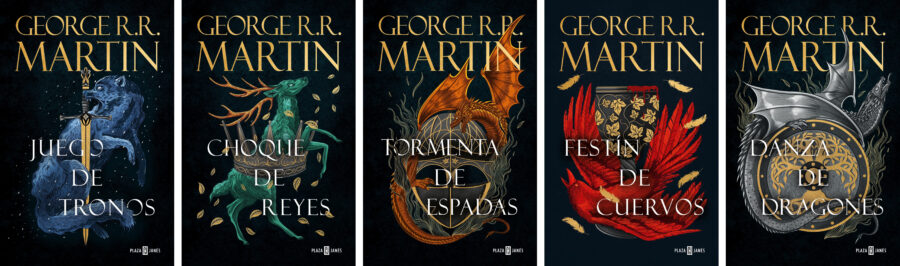 GEORGE R.R.
MARTIN
JUEGO
DE
TRONOS
PLAZA JANÉS
GEORGE R.R.
MARTIN
CHOQUE
DE
REYES
PLAZA JANÉS
GEORGE R.R.
MARTIN
TORMENTA
DE
ESPADAS
PLAZA JANÉS
GEORGE R.R.
MARTIN
FESTÍN
DE
CUERVOS
PLAZA JANÉS
GEORGE R.R.
MARTIN
DANZA
DE
DRAGONES
PLAZA JANÉS